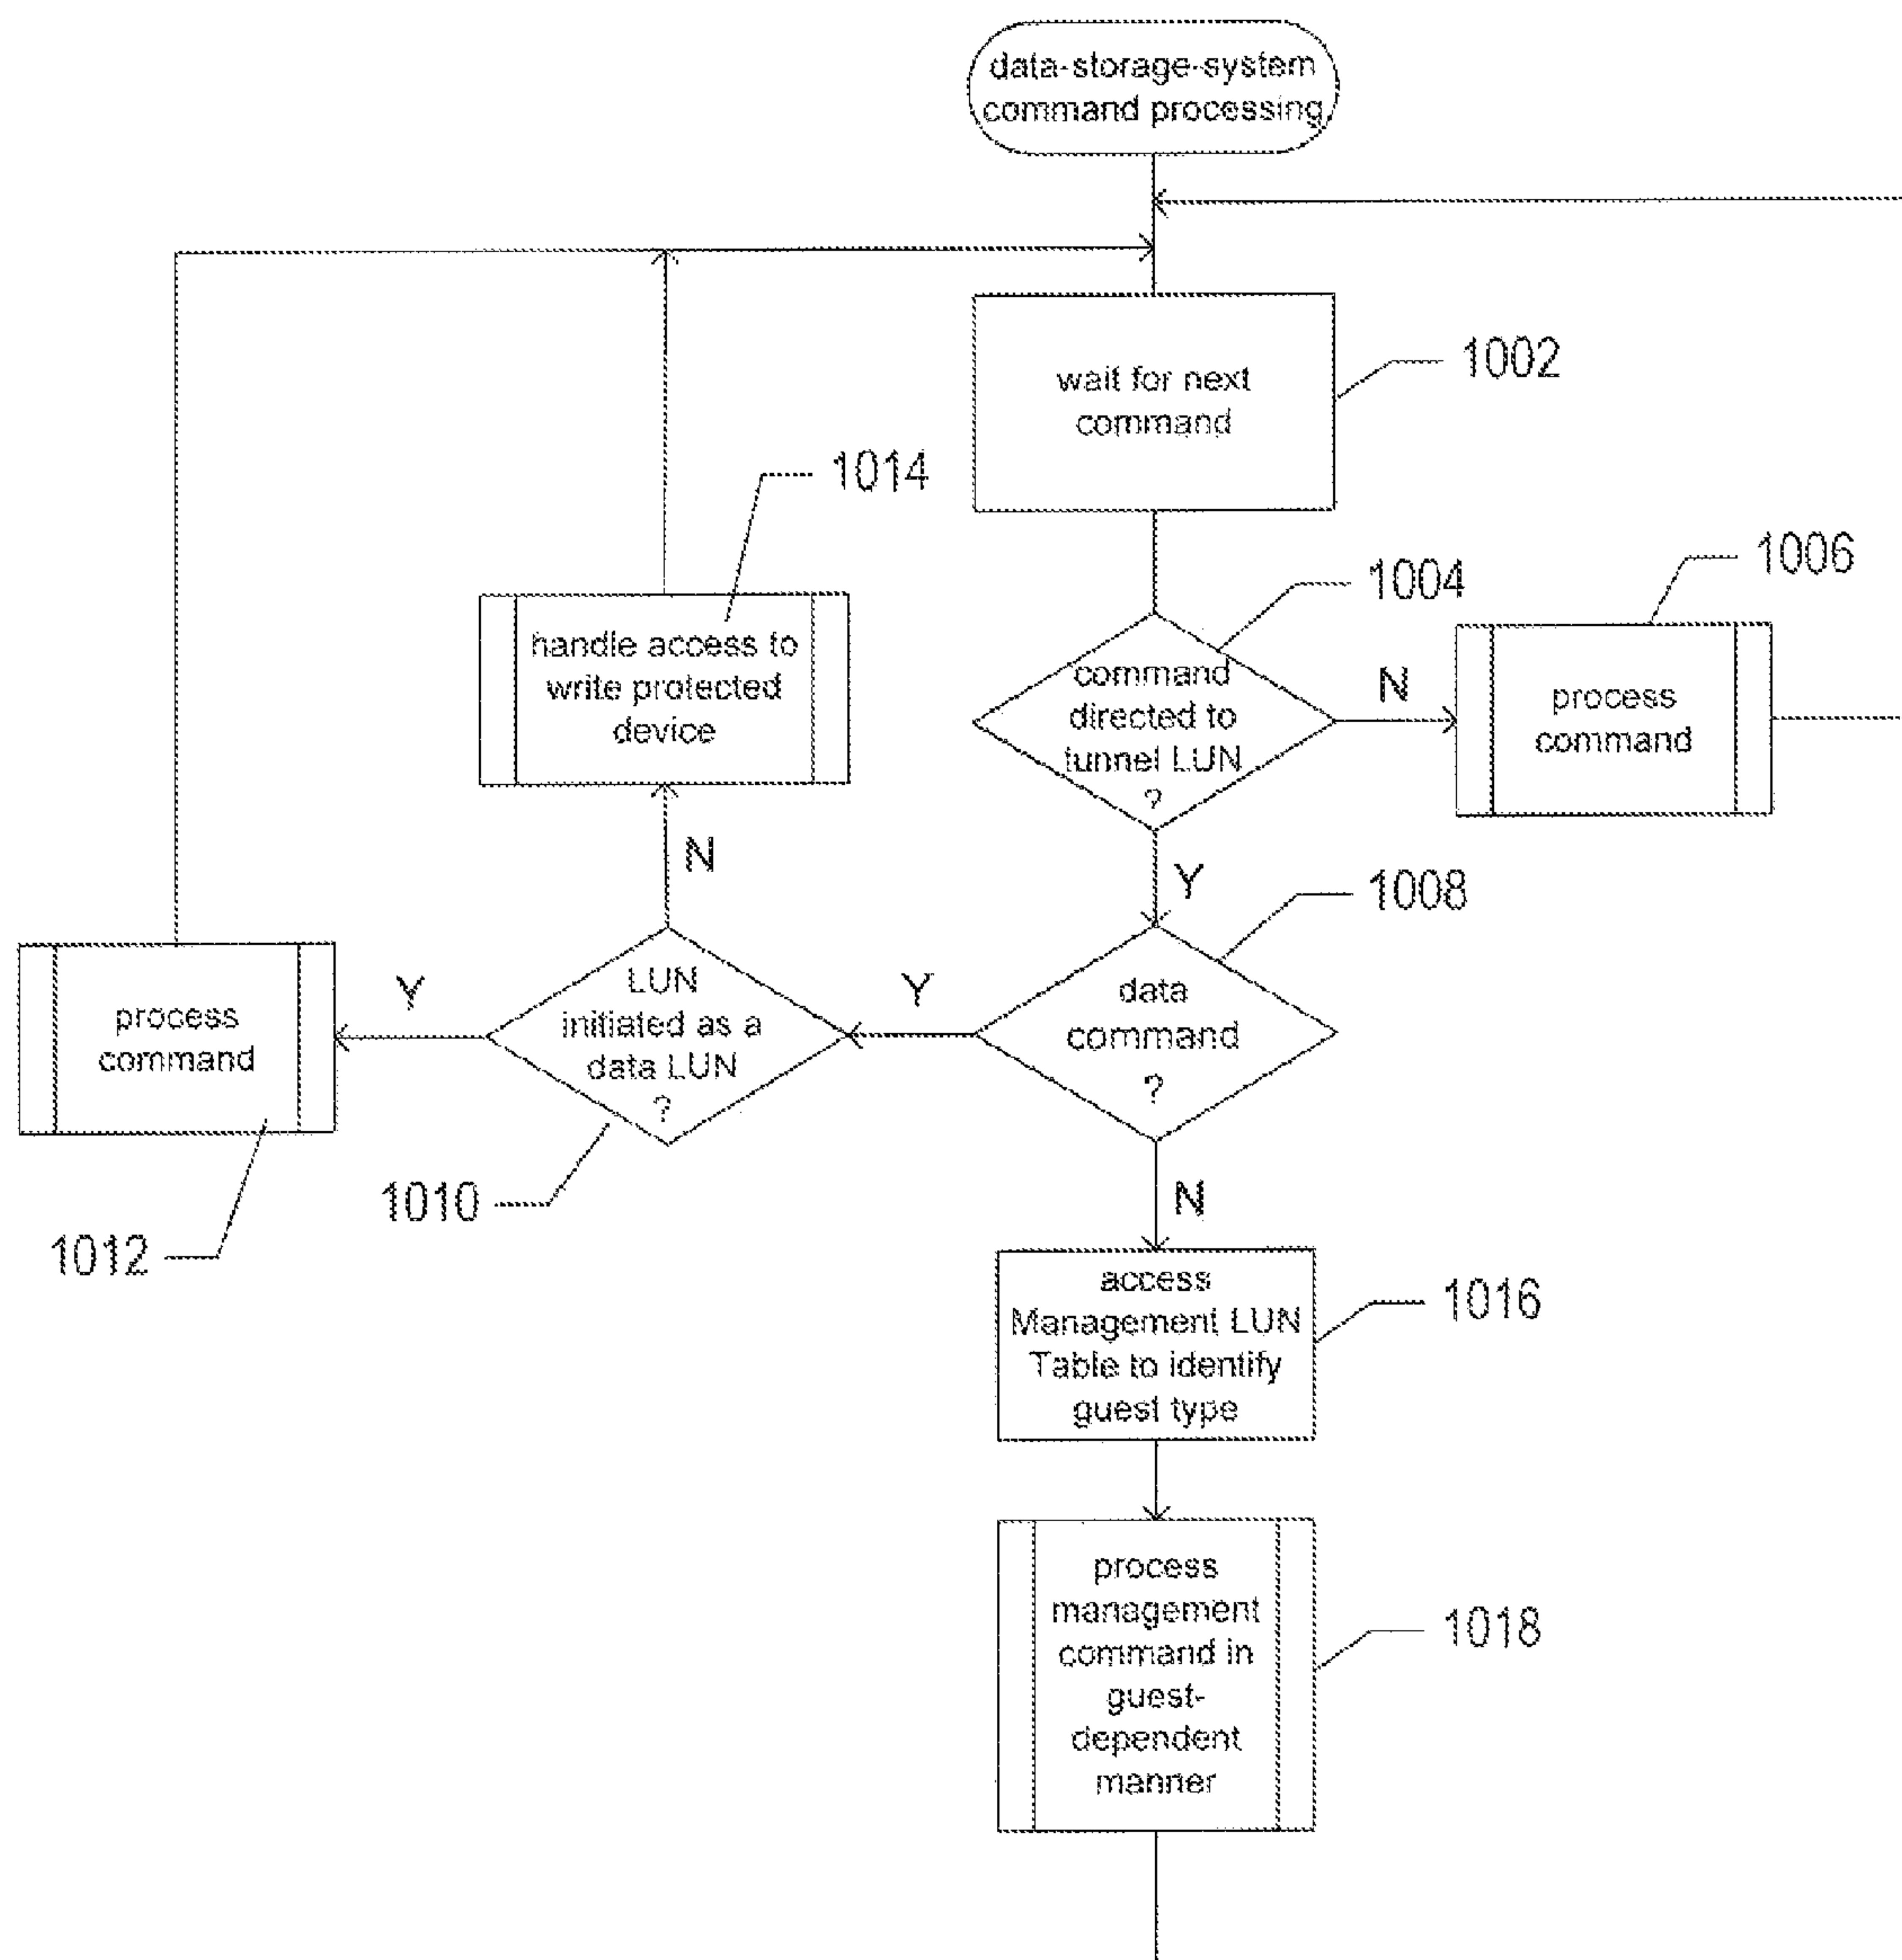 data-storage-system
command processing
wait for next
command
1002
1014
1004
1006
handle access to
write protected
device
command
directed to
tunnel LUN
?
N
process
command
N
Y
1008
process
command
Y
LUN
initiated as a
data LUN
?
Y
data
command
?
1010
1012
N
access
Management LUN
Table to identify
guest type
1016
process
management
command in
guest-
dependent
manner
1018